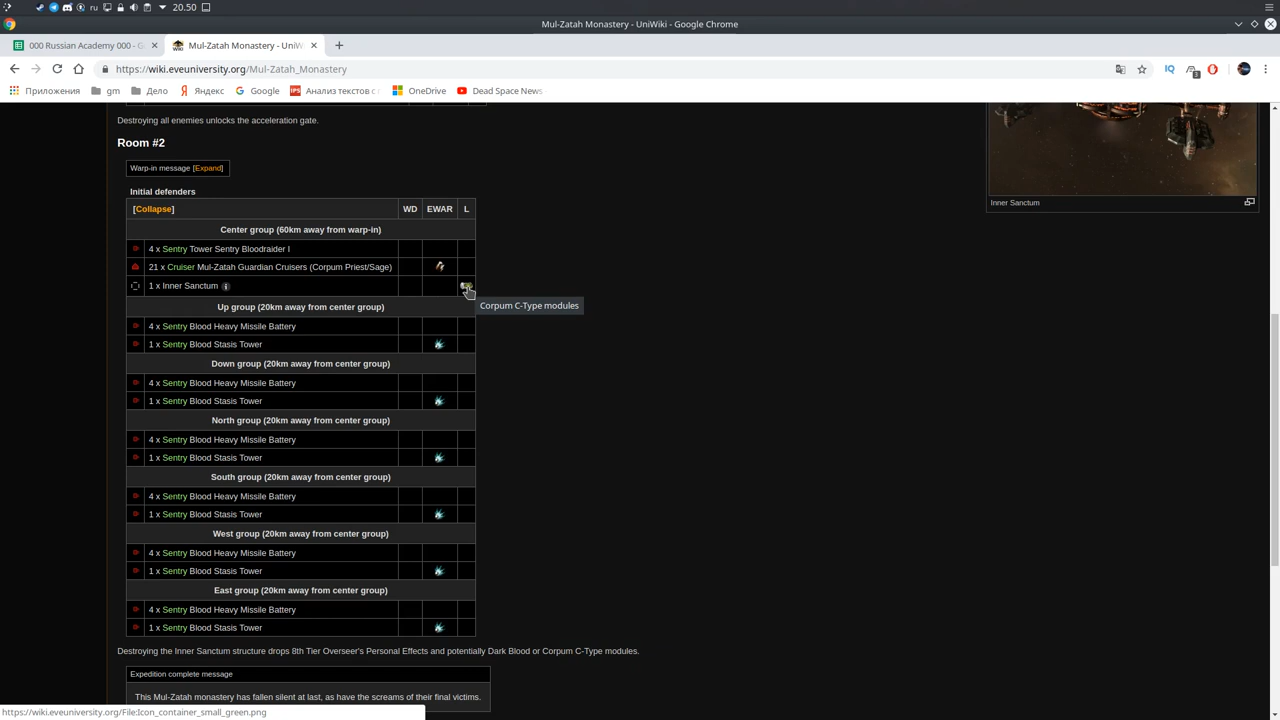 ru 20.50
Mul-Zatah Monastery - UniWiki - Google Chrome
000 Russian Academy 000 - G
Mul-Zatah Monastery - UniW
https://wiki.eveuniversity.org/Mul-Zatah_Monastery
Приложения gm Дело Яндекс Google Анализ текстов с OneDrive Dead Space News
Destroying all enemies unlocks the acceleration gate.
Room #2
Warp-in message [Expand]
Inner Sanctum
Initial defenders
[Collapse] WD EWAR L
Center group (60km away from warp-in)
4 x Sentry Tower Sentry Bloodraider I
21 x Cruiser Mul-Zatah Guardian Cruisers (Corpum Priest/Sage)
1 x Inner Sanctum
Corpum C-Type modules
Up group (20km away from center group)
4 x Sentry Blood Heavy Missile Battery
1 x Sentry Blood Stasis Tower
Down group (20km away from center group)
4 x Sentry Blood Heavy Missile Battery
1 x Sentry Blood Stasis Tower
North group (20km away from center group)
4 x Sentry Blood Heavy Missile Battery
1 x Sentry Blood Stasis Tower
South group (20km away from center group)
4 x Sentry Blood Heavy Missile Battery
1 x Sentry Blood Stasis Tower
West group (20km away from center group)
4 x Sentry Blood Heavy Missile Battery
1 x Sentry Blood Stasis Tower
East group (20km away from center group)
4 x Sentry Blood Heavy Missile Battery
1 x Sentry Blood Stasis Tower
Destroying the Inner Sanctum structure drops 8th Tier Overseer's Personal Effects and potentially Dark Blood or Corpum C-Type modules.
Expedition complete message
This Mul-Zatah monastery has fallen silent at last, as have the screams of their final victims.
https://wiki.eveuniversity.org/File:Icon_container_small_green.png